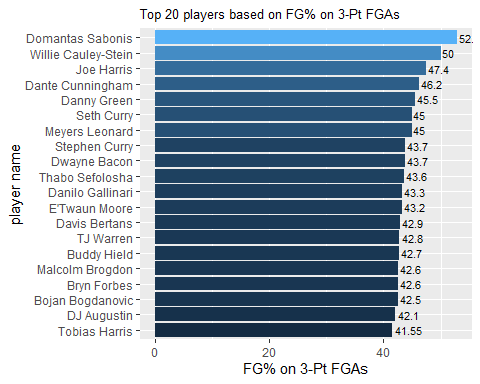 Top 20 players based on FG% on 3-Pt FGAs
Domantas Sabonis 52.
Willie Cauley-Stein 50
Joe Harris 47.4
Dante Cunningham 46.2
Danny Green 45.5
Seth Curry 45
Meyers Leonard 45
Stephen Curry 43.7
Dwayne Bacon 43.7
Thabo Sefolosha 43.6
Danilo Gallinari 43.3
E'Twaun Moore 43.2
Davis Bertans 42.9
TJ Warren 42.8
Buddy Hield 42.7
Malcolm Brogdon 42.6
Bryn Forbes 42.6
Bojan Bogdanovic 42.5
DJ Augustin 42.1
Tobias Harris 41.55
player name
0 20 40
FG% on 3-Pt FGAs